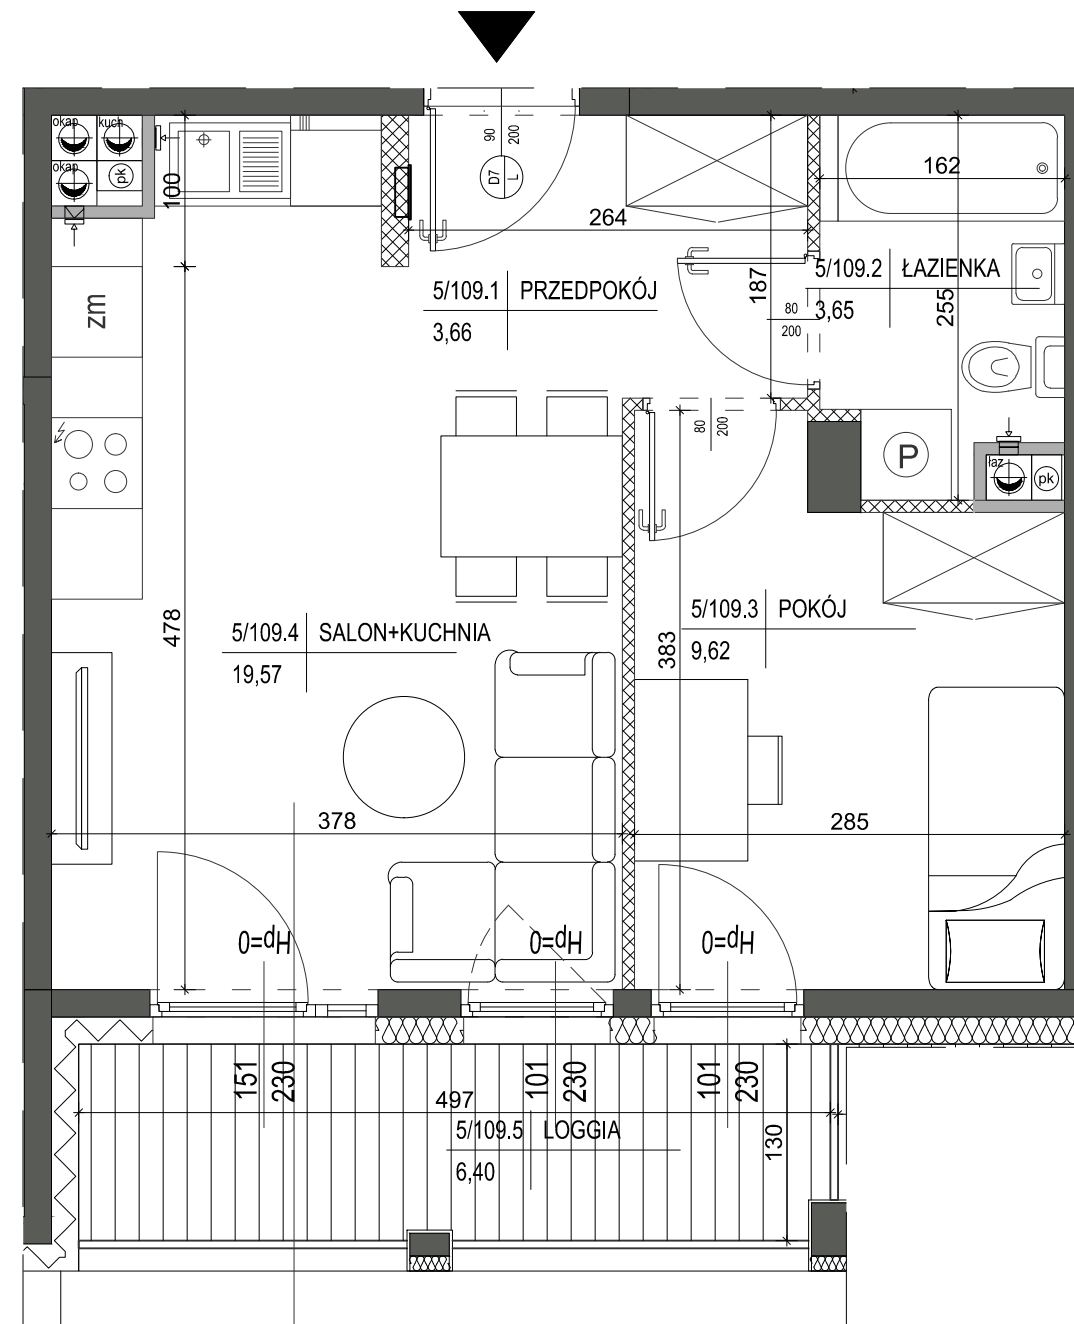 okap
kuch
okap
pk
100
zm
90
200
D7
L
264
162
5/109.1 PRZEDPOKÓJ
3,66
187
5/109.2 ŁAZIENKA
3,65
255
80
200
80
200
P
łaz
pk
478
5/109.4 SALON+KUCHNIA
19,57
5/109.3 POKÓJ
9,62
383
378
285
Hp=0
Hp=0
Hp=0
151
230
101
230
101
230
497
5/109.5 LOGGIA
6,40
130